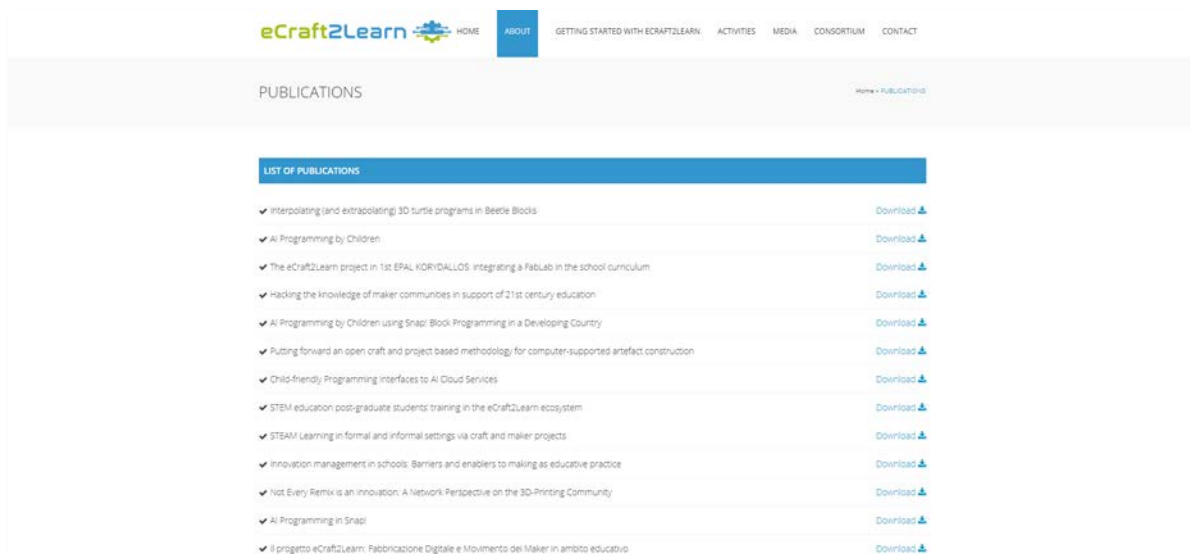 eCraft2Learn HOME ABOUT GETTING STARTED WITH ECRAFT2LEARN ACTIVITIES MEDIA CONSORTIUM CONTACT
PUBLICATIONS Home » PUBLICATIONS
LIST OF PUBLICATIONS
Interpolating (and extrapolating) 3D turtle programs in Beetle Blocks Download
AI Programming by Children Download
The eCraft2Learn project in 1st EPAL KORYDALLOS: integrating a FabLab in the school curriculum Download
Hacking the knowledge of maker communities in support of 21st century education Download
AI Programming by Children using Snap! Block Programming in a Developing Country Download
Putting forward an open craft and project based methodology for computer-supported artefact construction Download
Child-friendly Programming Interfaces to AI Cloud Services Download
STEM education post-graduate students' training in the eCraft2Learn ecosystem Download
STEAM Learning in formal and informal settings via craft and maker projects Download
Innovation management in schools: Barriers and enablers to making as educative practice Download
Not Every Remix is an Innovation: A Network Perspective on the 3D-Printing Community Download
AI Programming in Snap! Download
Il progetto eCraft2Learn: Fabbricazione Digitale e Movimento dei Maker in ambito educativo Download